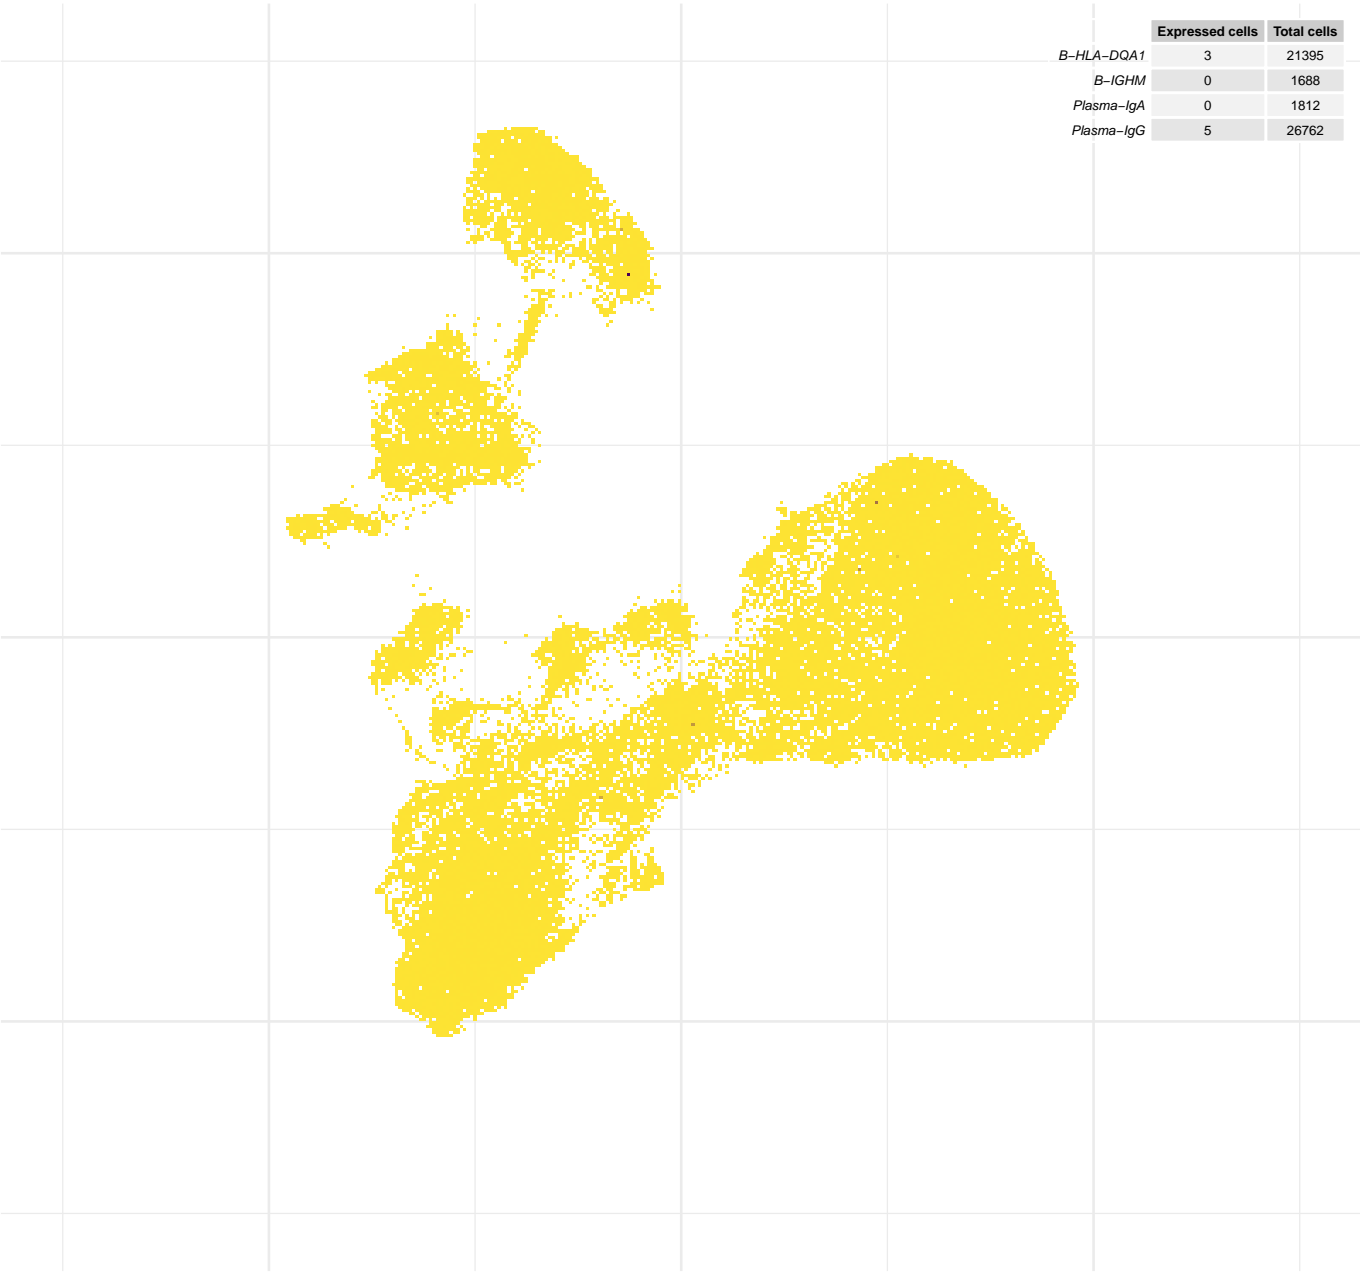 Expressed cells Total cells
B−HLA−DQA1 3 21395
B−IGHM 0 1688
Plasma−IgA 0 1812
Plasma−IgG 5 26762